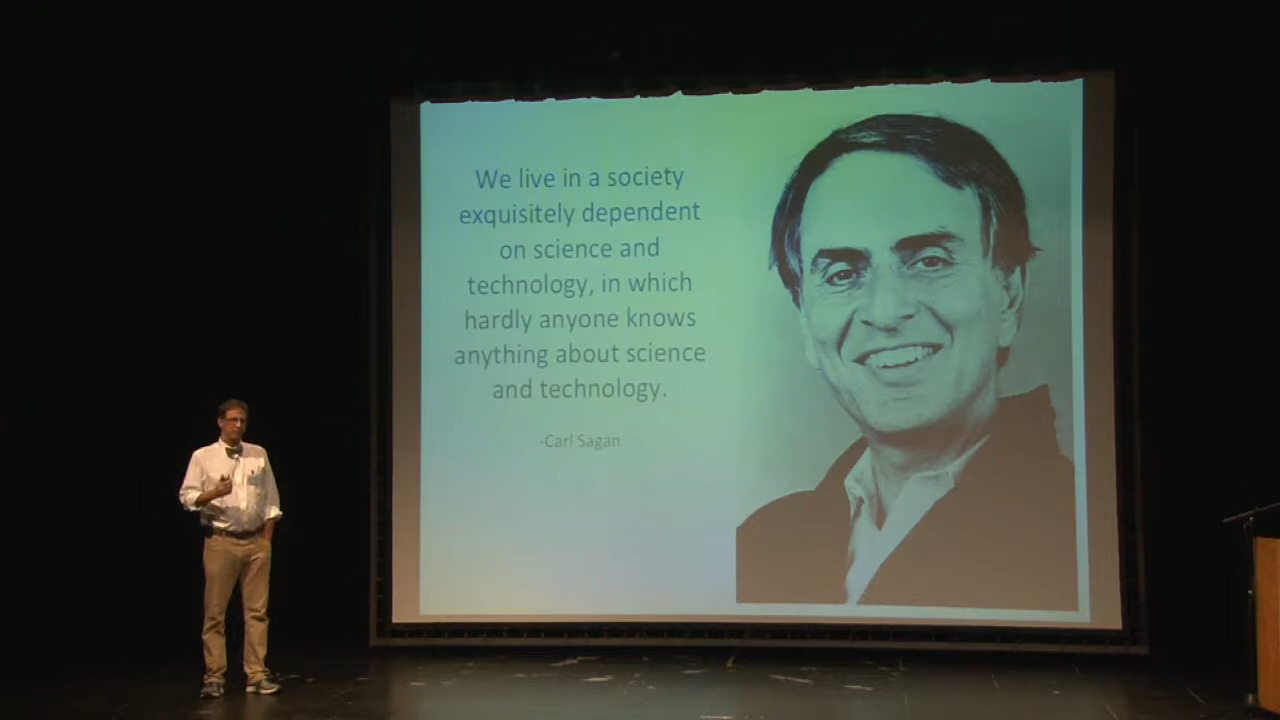 We live in a society
exquisitely dependent
on science and
technology, in which
hardly anyone knows
anything about science
and technology.
-Carl Sagan